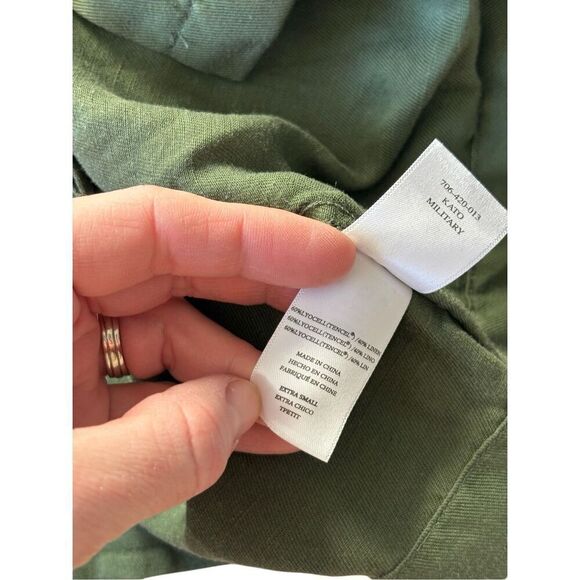 706-420-013
KATO
MILITARY
60%LYOCELL(TENCEL®)/40% LINEN
60%LYOCELL(TENCEL®)/40% LINO
60%LYOCELL(TENCEL®)/40% LIN
MADE IN CHINA
HECHO EN CHINA
FABRIQUÉ EN CHINE
EXTRA SMALL
EXTRA CHICO
TPETIT